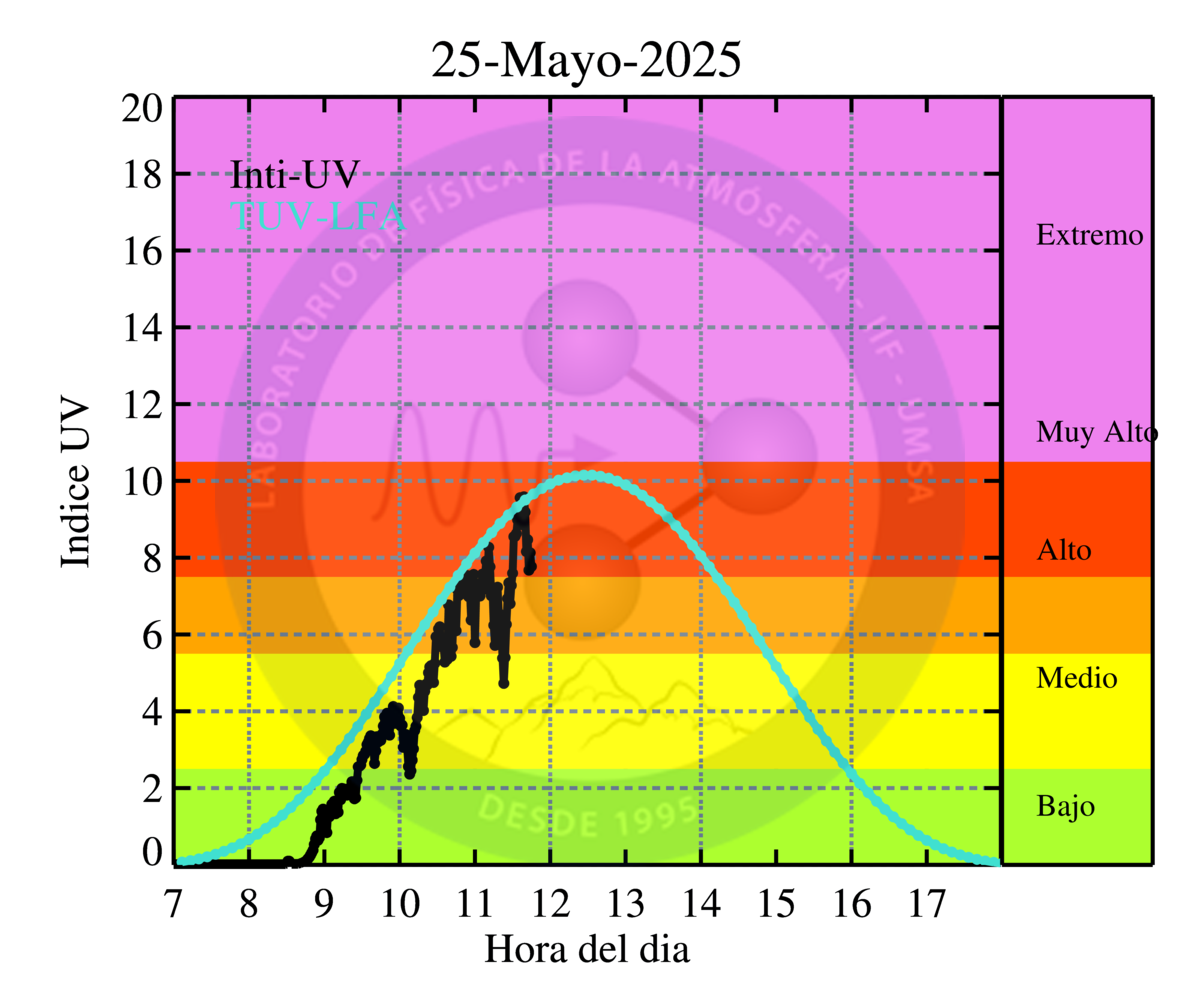 25-Mayo-2025
20
18
16
14
12
10
8
6
4
2
0
Indice UV
Inti-UV
TUV-LFA
LABORATORIO DE FÍSICA DE LA ATMÓSFERA - IIF - UMSA
DESDE 1995
Extremo
Muy Alto
Alto
Medio
Bajo
7 8 9 10 11 12 13 14 15 16 17
Hora del dia